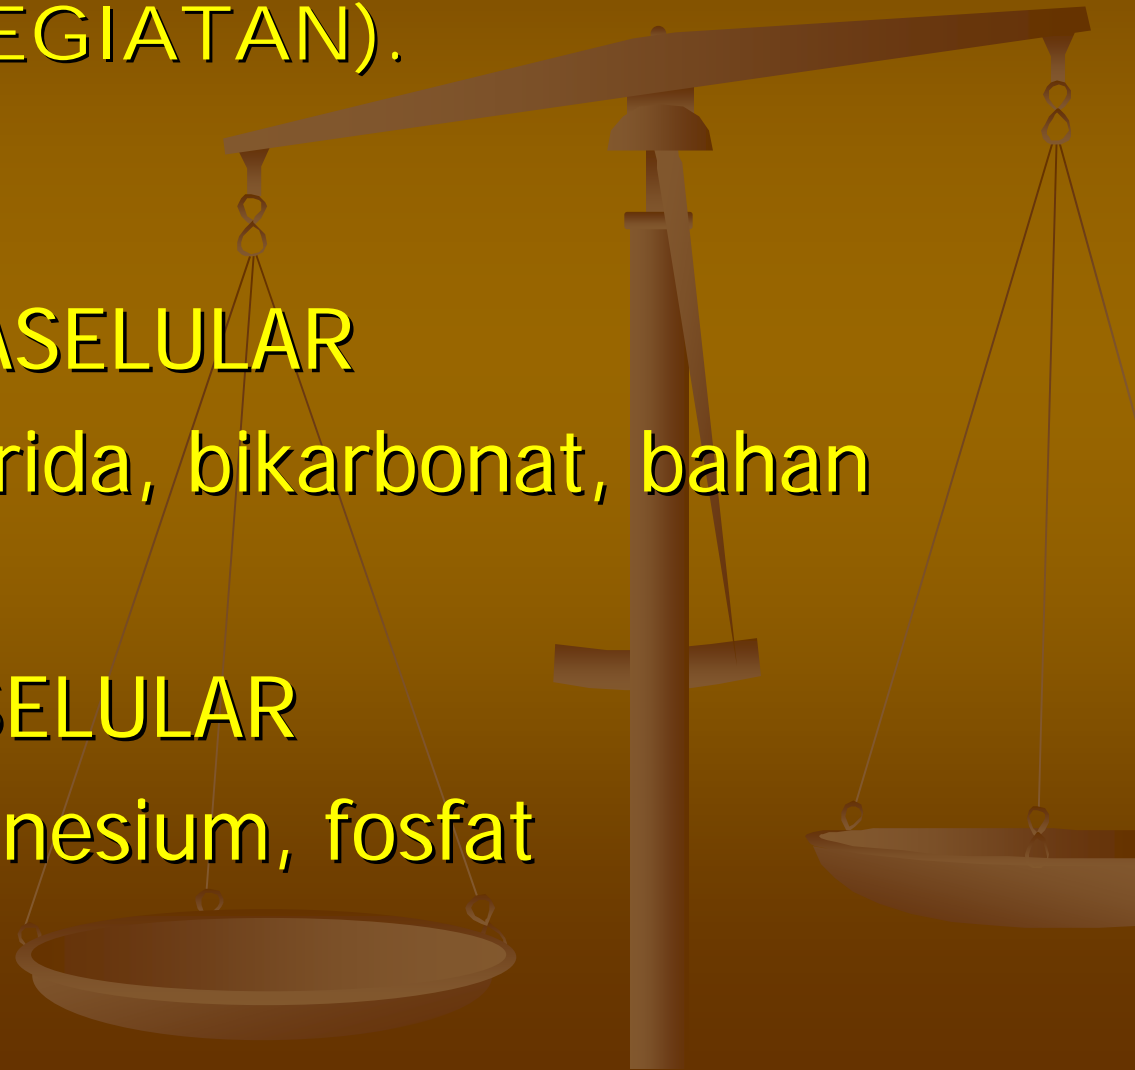 EGIATAN).
ASELULAR
rida, bikarbonat, bahan
SELULAR
nesium, fosfat